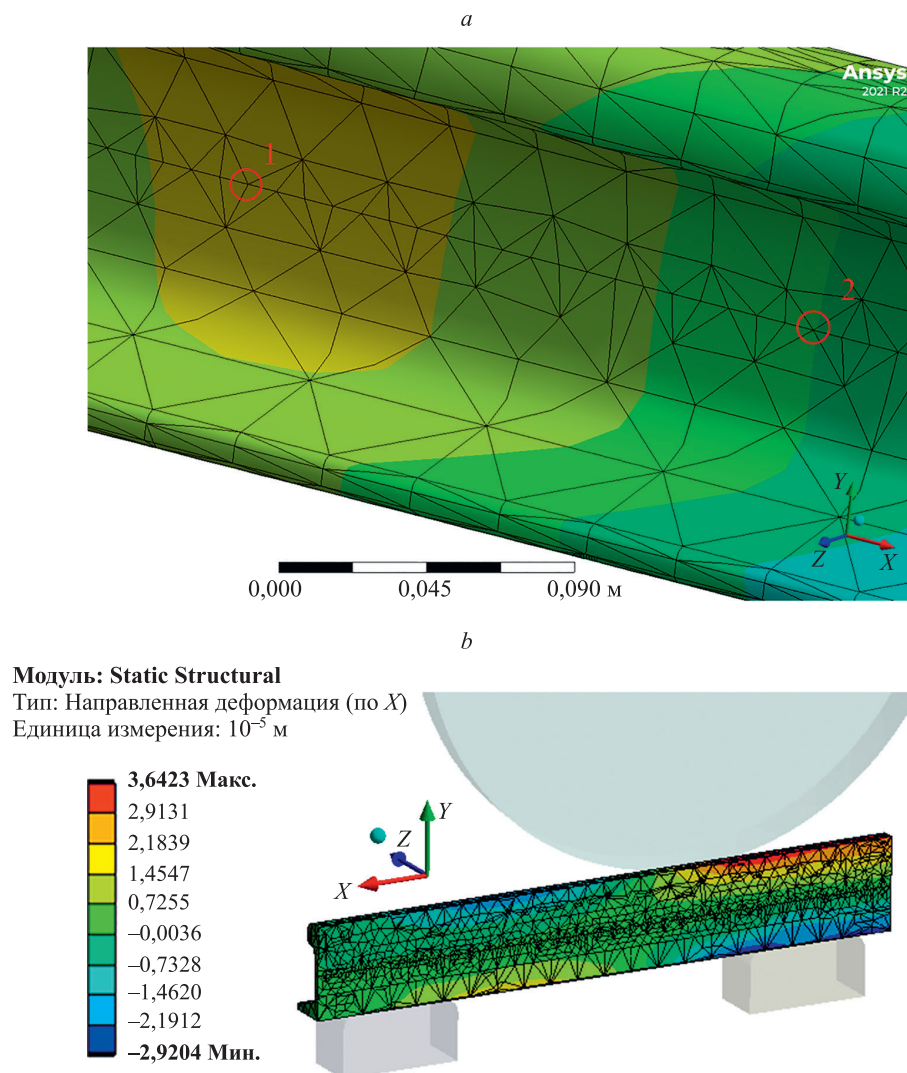 a
Ansys
2021 R2
1
2
Y
Z
X
0,000
0,045
0,090 м
b
Модуль: Static Structural
Тип: Направленная деформация (по X)
Единица измерения: 10⁻⁵ м
3,6423 Макс.
2,9131
2,1839
1,4547
0,7255
–0,0036
–0,7328
–1,4620
–2,1912
–2,9204 Мин.
Y
Z
X